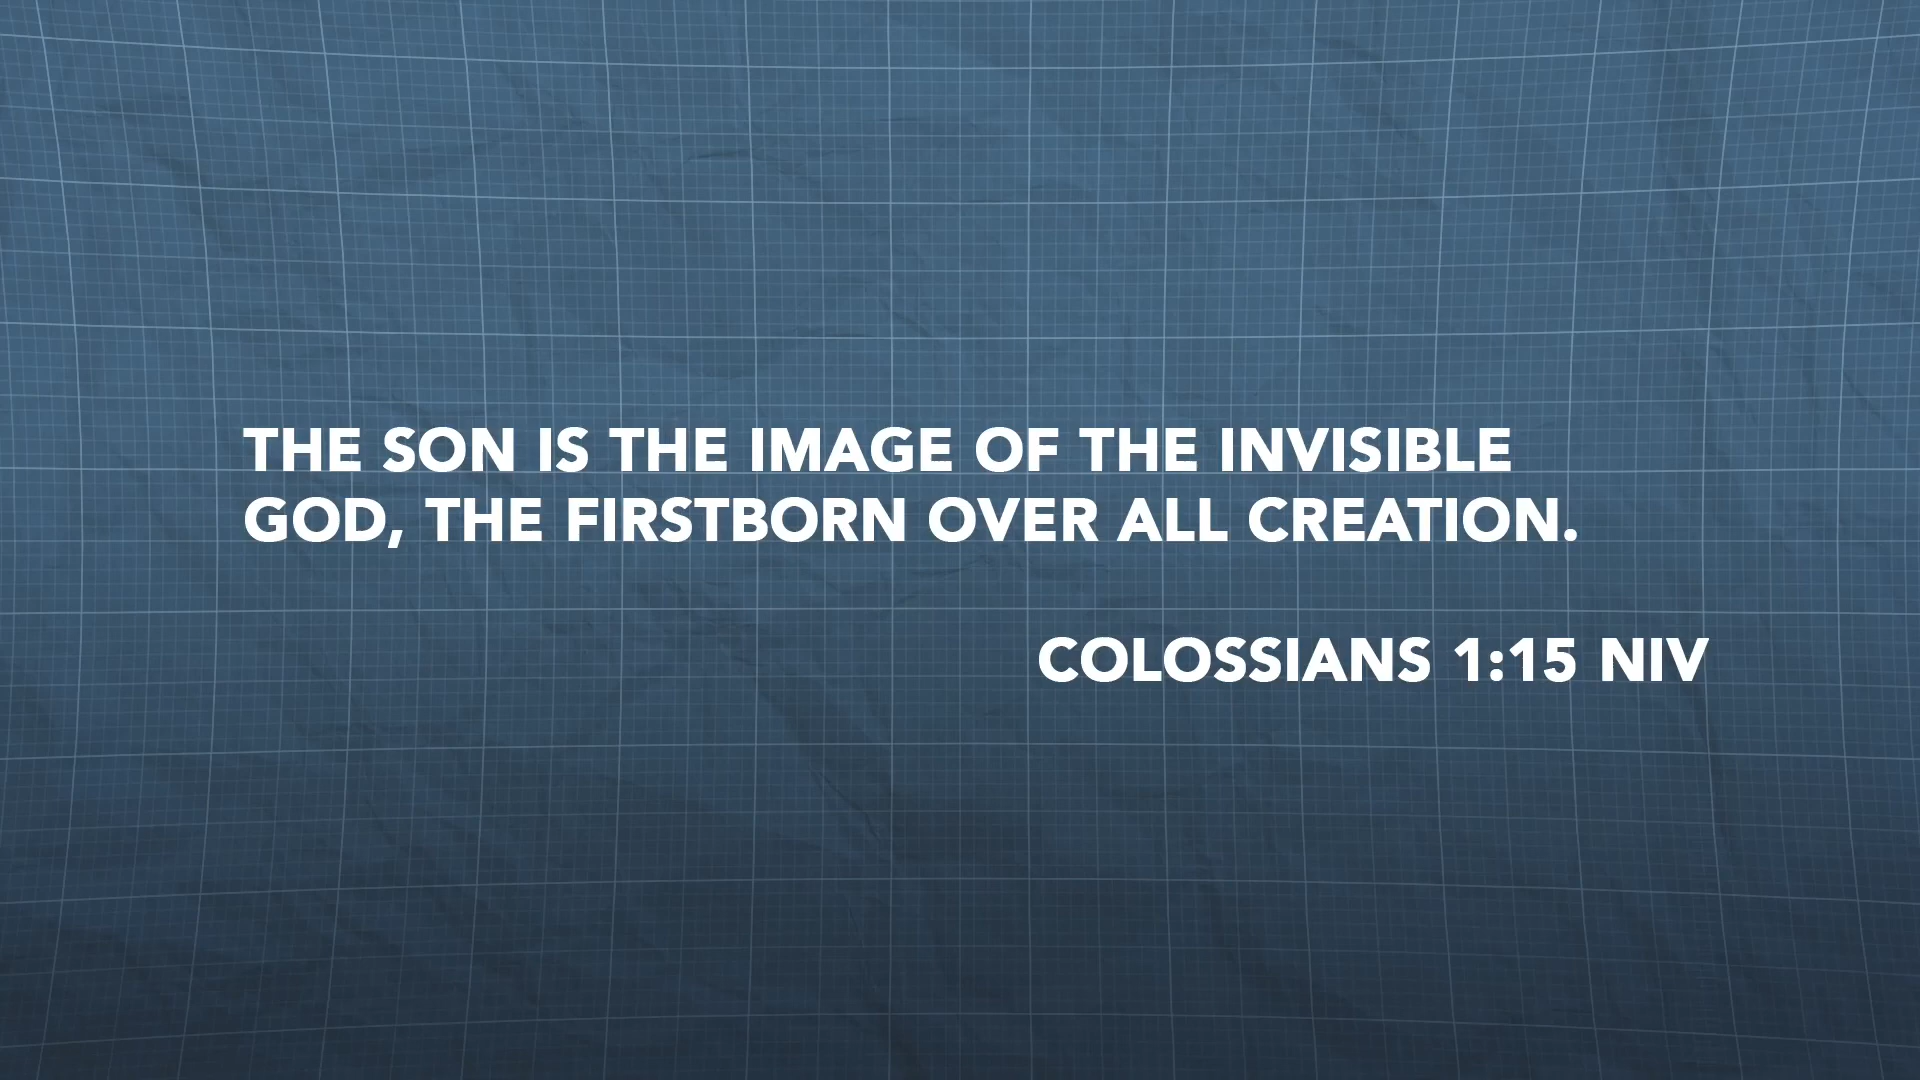 THE SON IS THE IMAGE OF THE INVISIBLE
GOD, THE FIRSTBORN OVER ALL CREATION.
COLOSSIANS 1:15 NIV